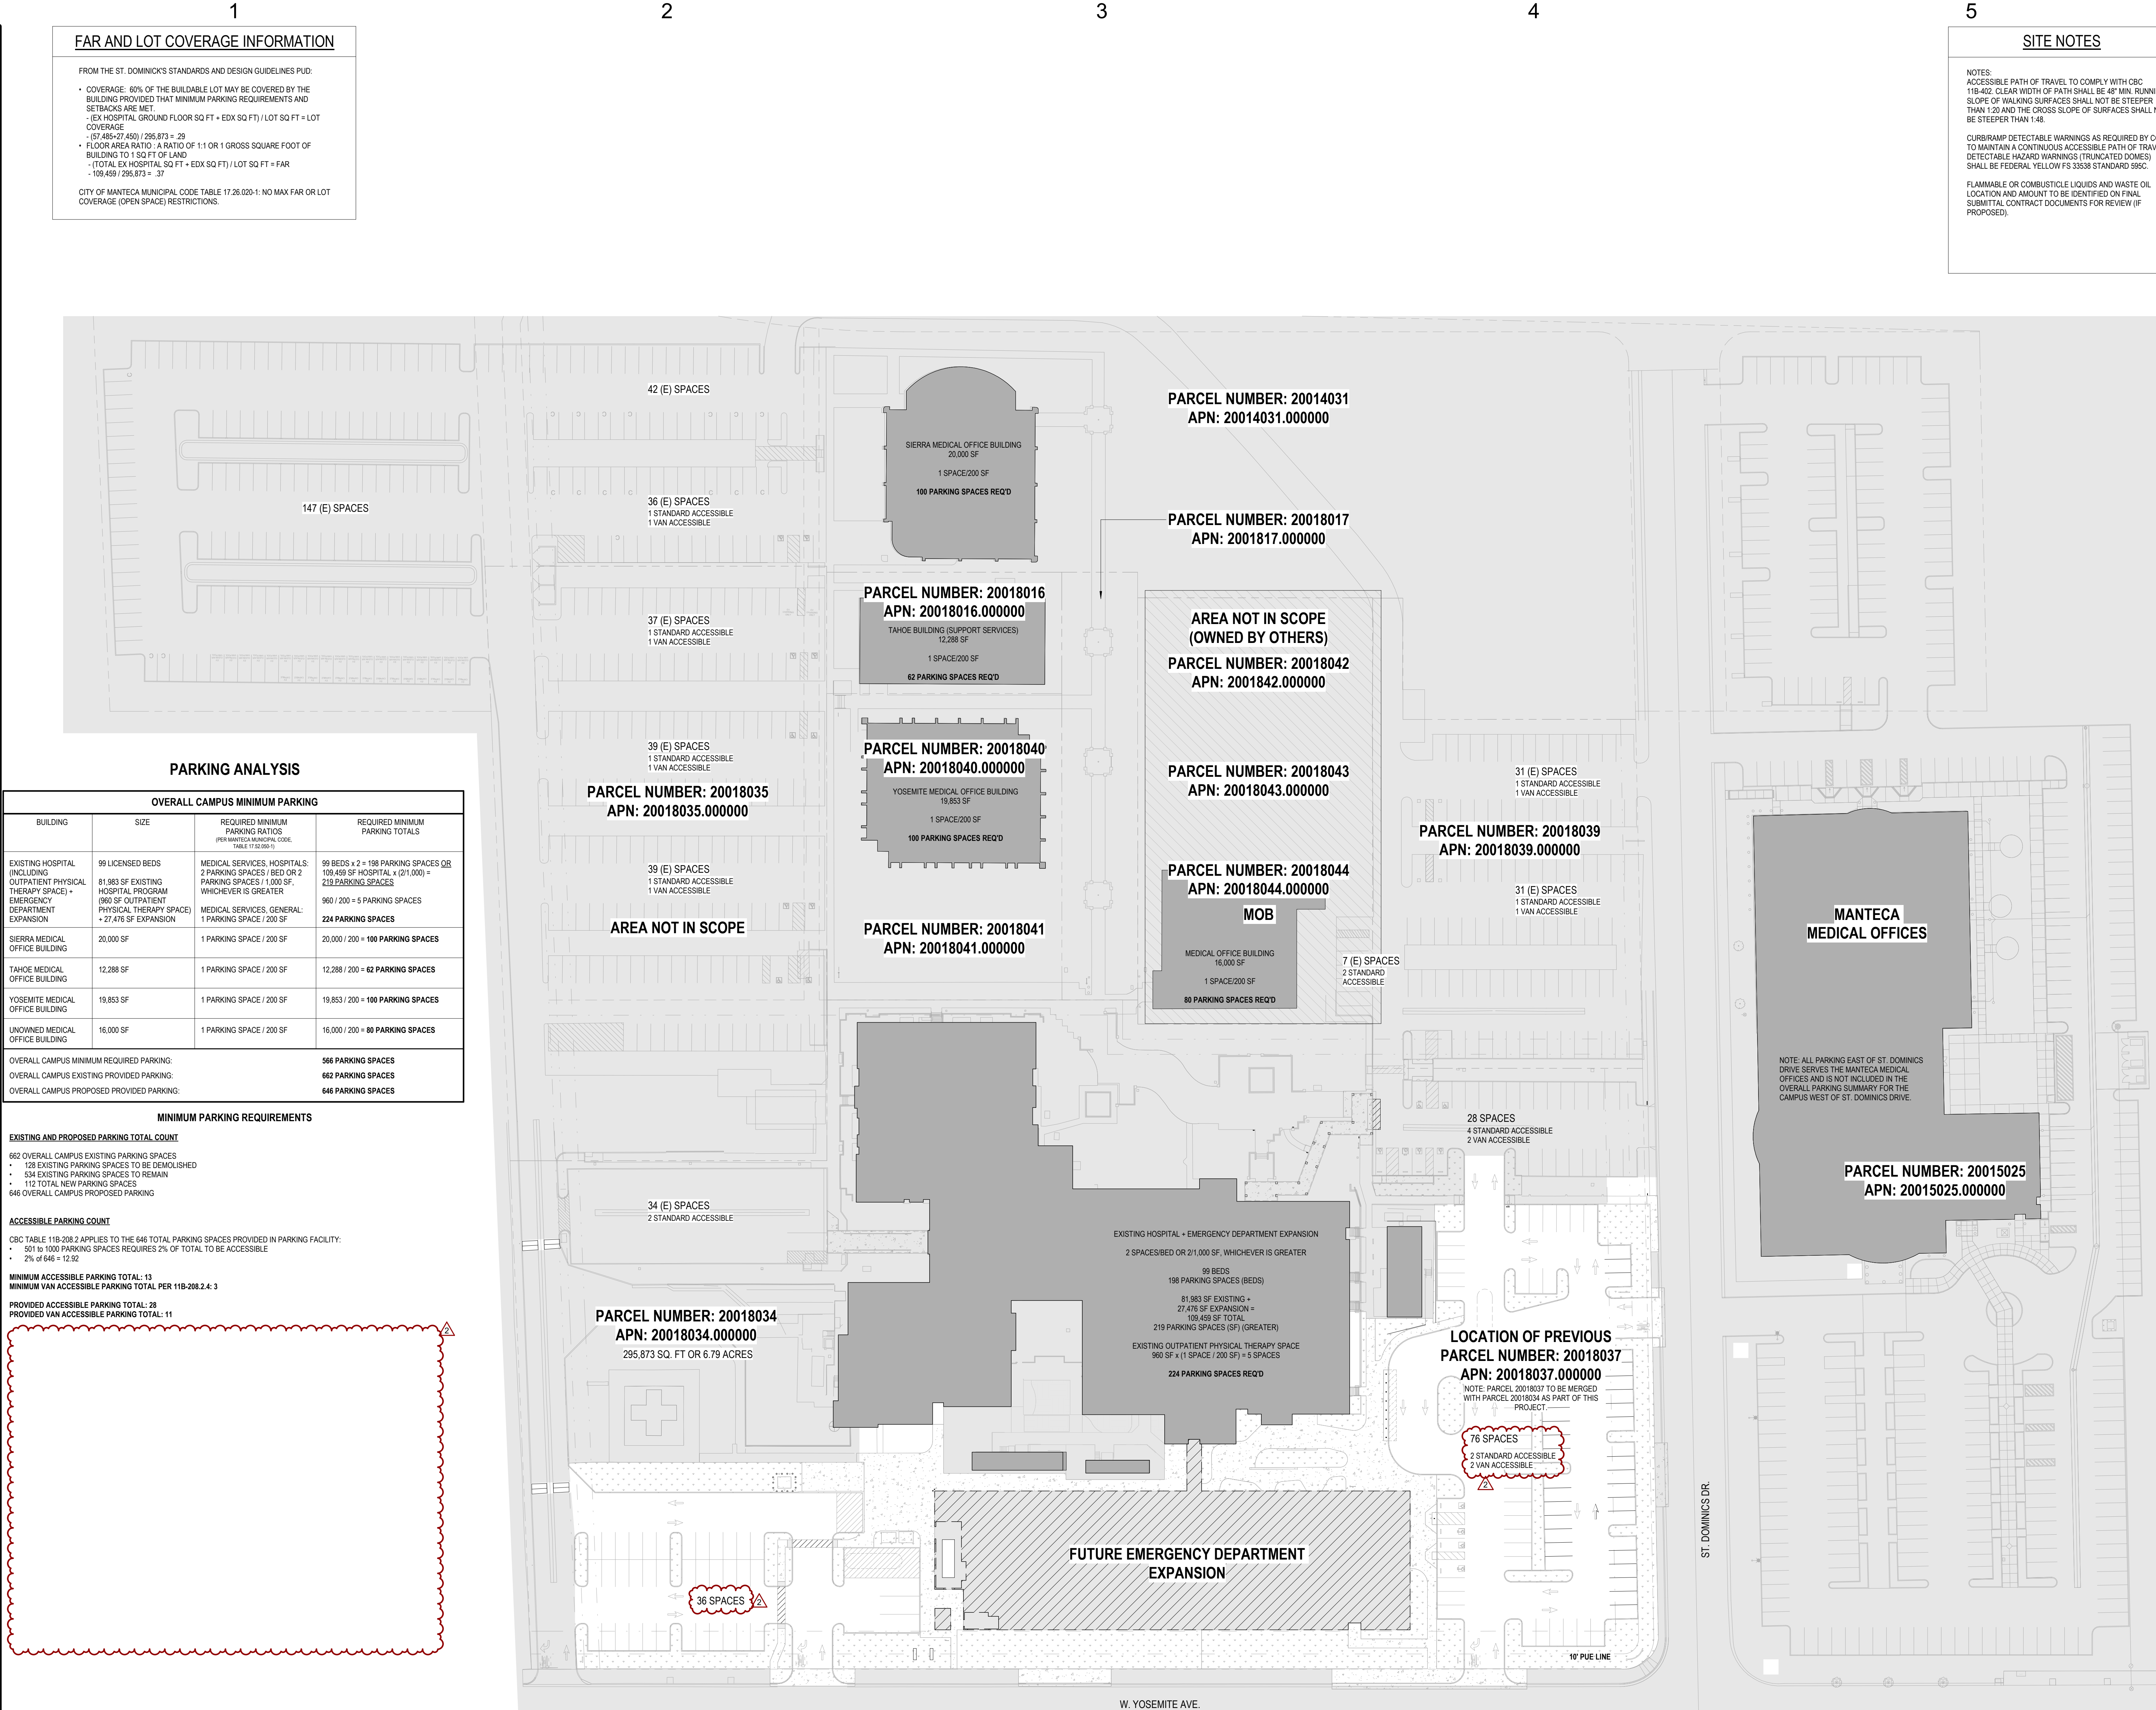 1
2
3
4
5
FAR AND LOT COVERAGE INFORMATION
FROM THE ST. DOMINICK'S STANDARDS AND DESIGN GUIDELINES PUD:
• COVERAGE: 60% OF THE BUILDABLE LOT MAY BE COVERED BY THE
BUILDING PROVIDED THAT MINIMUM PARKING REQUIREMENTS AND
SETBACKS ARE MET.
- (EX HOSPITAL GROUND FLOOR SQ FT + EDX SQ FT) / LOT SQ FT = LOT
COVERAGE
- (57,485+27,450) / 295,873 = .29
• FLOOR AREA RATIO : A RATIO OF 1:1 OR 1 GROSS SQUARE FOOT OF
BUILDING TO 1 SQ FT OF LAND
- (TOTAL EX HOSPITAL SQ FT + EDX SQ FT) / LOT SQ FT = FAR
- 109,459 / 295,873 = .37
CITY OF MANTECA MUNICIPAL CODE TABLE 17.26.020-1: NO MAX FAR OR LOT
COVERAGE (OPEN SPACE) RESTRICTIONS.
SITE NOTES
NOTES:
ACCESSIBLE PATH OF TRAVEL TO COMPLY WITH CBC
11B-402. CLEAR WIDTH OF PATH SHALL BE 48" MIN. RUNNI
SLOPE OF WALKING SURFACES SHALL NOT BE STEEPER
THAN 1:20 AND THE CROSS SLOPE OF SURFACES SHALL
BE STEEPER THAN 1:48.
CURB/RAMP DETECTABLE WARNINGS AS REQUIRED BY C
TO MAINTAIN A CONTINUOUS ACCESSIBLE PATH OF TRAV
DETECTABLE HAZARD WARNINGS (TRUNCATED DOMES)
SHALL BE FEDERAL YELLOW FS 33538 STANDARD 595C.
FLAMMABLE OR COMBUSTICLE LIQUIDS AND WASTE OIL
LOCATION AND AMOUNT TO BE IDENTIFIED ON FINAL
SUBMITTAL CONTRACT DOCUMENTS FOR REVIEW (IF
PROPOSED).
42 (E) SPACES
147 (E) SPACES
36 (E) SPACES
1 STANDARD ACCESSIBLE
1 VAN ACCESSIBLE
37 (E) SPACES
1 STANDARD ACCESSIBLE
1 VAN ACCESSIBLE
39 (E) SPACES
1 STANDARD ACCESSIBLE
1 VAN ACCESSIBLE
PARCEL NUMBER: 20018035
APN: 20018035.000000
39 (E) SPACES
1 STANDARD ACCESSIBLE
1 VAN ACCESSIBLE
AREA NOT IN SCOPE
SIERRA MEDICAL OFFICE BUILDING
20,000 SF
1 SPACE/200 SF
100 PARKING SPACES REQ'D
PARCEL NUMBER: 20018016
APN: 20018016.000000
TAHOE BUILDING (SUPPORT SERVICES)
12,288 SF
1 SPACE/200 SF
62 PARKING SPACES REQ'D
PARCEL NUMBER: 20018040
APN: 20018040.000000
YOSEMITE MEDICAL OFFICE BUILDING
19,853 SF
1 SPACE/200 SF
100 PARKING SPACES REQ'D
PARCEL NUMBER: 20018041
APN: 20018041.000000
PARCEL NUMBER: 20014031
APN: 20014031.000000
PARCEL NUMBER: 20018017
APN: 2001817.000000
AREA NOT IN SCOPE
(OWNED BY OTHERS)
PARCEL NUMBER: 20018042
APN: 2001842.000000
PARCEL NUMBER: 20018043
APN: 20018043.000000
PARCEL NUMBER: 20018044
APN: 20018044.000000
MOB
MEDICAL OFFICE BUILDING
16,000 SF
1 SPACE/200 SF
80 PARKING SPACES REQ'D
7 (E) SPACES
2 STANDARD
ACCESSIBLE
31 (E) SPACES
1 STANDARD ACCESSIBLE
1 VAN ACCESSIBLE
PARCEL NUMBER: 20018039
APN: 20018039.000000
31 (E) SPACES
1 STANDARD ACCESSIBLE
1 VAN ACCESSIBLE
28 SPACES
4 STANDARD ACCESSIBLE
2 VAN ACCESSIBLE
MANTECA
MEDICAL OFFICES
NOTE: ALL PARKING EAST OF ST. DOMINICS
DRIVE SERVES THE MANTECA MEDICAL
OFFICES AND IS NOT INCLUDED IN THE
OVERALL PARKING SUMMARY FOR THE
CAMPUS WEST OF ST. DOMINICS DRIVE.
PARCEL NUMBER: 20015025
APN: 20015025.000000
PARKING ANALYSIS
OVERALL CAMPUS MINIMUM PARKING
BUILDING
SIZE
REQUIRED MINIMUM
PARKING RATIOS
(PER MANTECA MUNICIPAL CODE,
TABLE 17.52.050-1)
REQUIRED MINIMUM
PARKING TOTALS
EXISTING HOSPITAL
(INCLUDING
OUTPATIENT PHYSICAL
THERAPY SPACE) +
EMERGENCY
DEPARTMENT
EXPANSION
99 LICENSED BEDS
81,983 SF EXISTING
HOSPITAL PROGRAM
(960 SF OUTPATIENT
PHYSICAL THERAPY SPACE)
+ 27,476 SF EXPANSION
MEDICAL SERVICES, HOSPITALS:
2 PARKING SPACES / BED OR 2
PARKING SPACES / 1,000 SF,
WHICHEVER IS GREATER
MEDICAL SERVICES, GENERAL:
1 PARKING SPACE / 200 SF
99 BEDS x 2 = 198 PARKING SPACES OR
109,459 SF HOSPITAL x (2/1,000) =
219 PARKING SPACES
960 / 200 = 5 PARKING SPACES
224 PARKING SPACES
SIERRA MEDICAL
OFFICE BUILDING
20,000 SF
1 PARKING SPACE / 200 SF
20,000 / 200 = 100 PARKING SPACES
TAHOE MEDICAL
OFFICE BUILDING
12,288 SF
1 PARKING SPACE / 200 SF
12,288 / 200 = 62 PARKING SPACES
YOSEMITE MEDICAL
OFFICE BUILDING
19,853 SF
1 PARKING SPACE / 200 SF
19,853 / 200 = 100 PARKING SPACES
UNOWNED MEDICAL
OFFICE BUILDING
16,000 SF
1 PARKING SPACE / 200 SF
16,000 / 200 = 80 PARKING SPACES
OVERALL CAMPUS MINIMUM REQUIRED PARKING: 566 PARKING SPACES
OVERALL CAMPUS EXISTING PROVIDED PARKING: 662 PARKING SPACES
OVERALL CAMPUS PROPOSED PROVIDED PARKING: 646 PARKING SPACES
MINIMUM PARKING REQUIREMENTS
EXISTING AND PROPOSED PARKING TOTAL COUNT
662 OVERALL CAMPUS EXISTING PARKING SPACES
• 128 EXISTING PARKING SPACES TO BE DEMOLISHED
• 534 EXISTING PARKING SPACES TO REMAIN
• 112 TOTAL NEW PARKING SPACES
646 OVERALL CAMPUS PROPOSED PARKING
ACCESSIBLE PARKING COUNT
CBC TABLE 11B-208.2 APPLIES TO THE 646 TOTAL PARKING SPACES PROVIDED IN PARKING FACILITY:
• 501 to 1000 PARKING SPACES REQUIRES 2% OF TOTAL TO BE ACCESSIBLE
• 2% of 646 = 12.92
MINIMUM ACCESSIBLE PARKING TOTAL: 13
MINIMUM VAN ACCESSIBLE PARKING TOTAL PER 11B-208.2.4: 3
PROVIDED ACCESSIBLE PARKING TOTAL: 28
PROVIDED VAN ACCESSIBLE PARKING TOTAL: 11
2
34 (E) SPACES
2 STANDARD ACCESSIBLE
PARCEL NUMBER: 20018034
APN: 20018034.000000
295,873 SQ. FT OR 6.79 ACRES
EXISTING HOSPITAL + EMERGENCY DEPARTMENT EXPANSION
2 SPACES/BED OR 2/1,000 SF, WHICHEVER IS GREATER
99 BEDS
198 PARKING SPACES (BEDS)
81,983 SF EXISTING +
27,476 SF EXPANSION =
109,459 SF TOTAL
219 PARKING SPACES (SF) (GREATER)
EXISTING OUTPATIENT PHYSICAL THERAPY SPACE
960 SF x (1 SPACE / 200 SF) = 5 SPACES
224 PARKING SPACES REQ'D
LOCATION OF PREVIOUS
PARCEL NUMBER: 20018037
APN: 20018037.000000
NOTE: PARCEL 20018037 TO BE MERGED
WITH PARCEL 20018034 AS PART OF THIS
PROJECT.
76 SPACES
2 STANDARD ACCESSIBLE
2 VAN ACCESSIBLE
2
FUTURE EMERGENCY DEPARTMENT
EXPANSION
36 SPACES
2
10' PUE LINE
ST. DOMINICS DR.
W. YOSEMITE AVE.